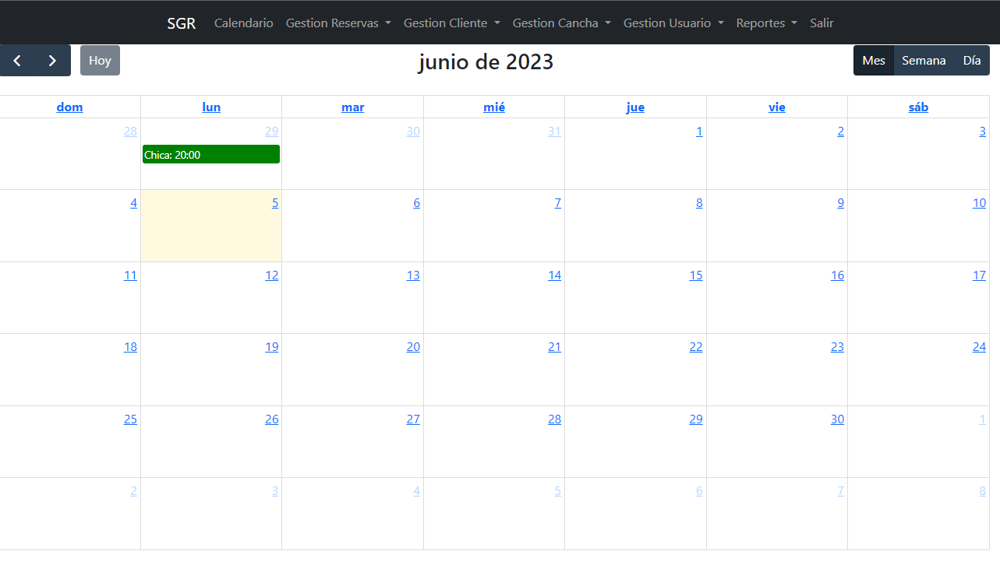 SGR Calendario Gestion Reservas Gestion Cliente Gestion Cancha Gestion Usuario Reportes Salir
Hoy junio de 2023 Mes Semana Día
dom lun mar mié jue vie sáb
28 29 30 31 1 2 3
Chica: 20:00
4 5 6 7 8 9 10
11 12 13 14 15 16 17
18 19 20 21 22 23 24
25 26 27 28 29 30 1
2 3 4 5 6 7 8